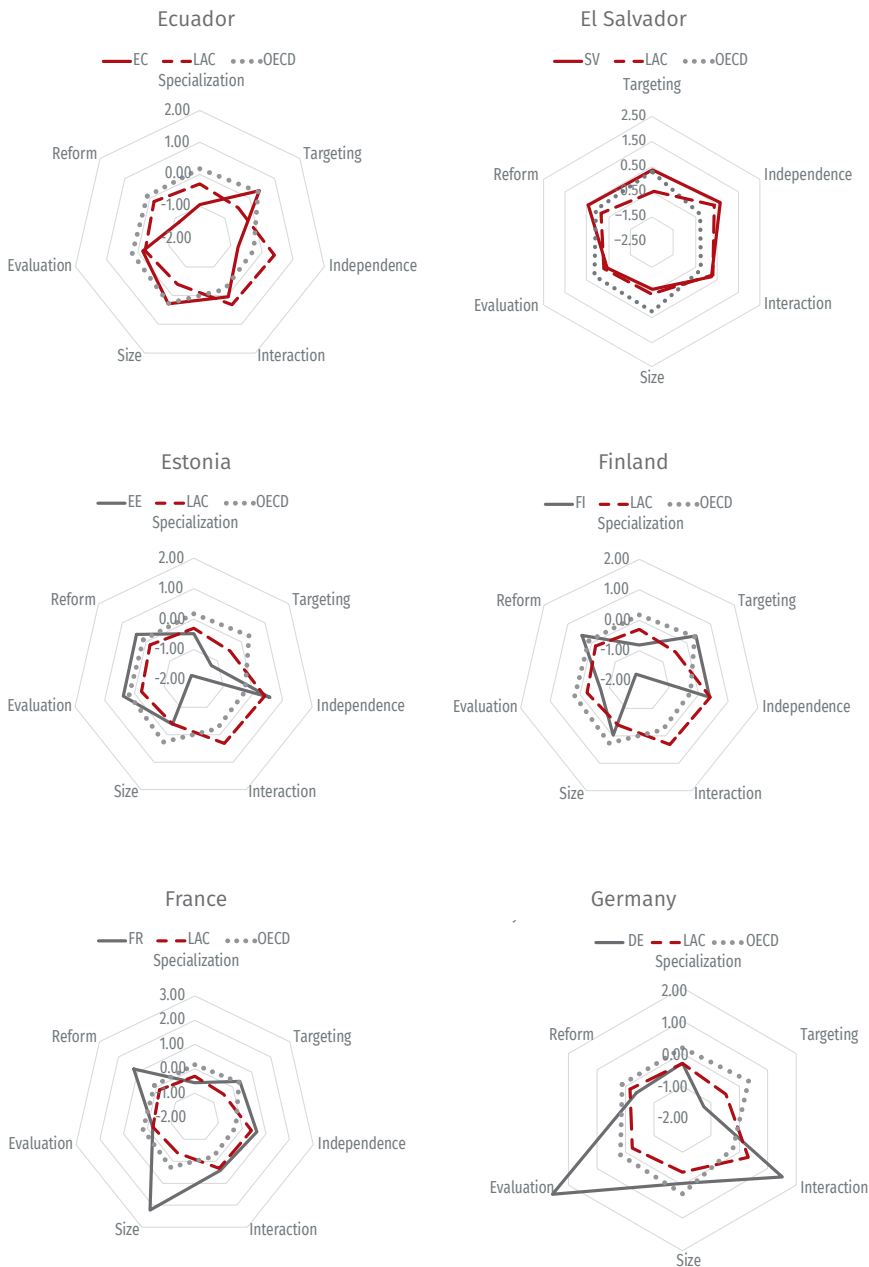 Ecuador
EC LAC OECD
Specialization
2.00
1.00
0.00
-1.00
-2.00
Reform
Targeting
Evaluation
Independence
Size
Interaction
El Salvador
SV LAC OECD
Targeting
2.50
1.50
0.50
-0.50
-1.50
-2.50
Reform
Independence
Evaluation
Interaction
Size
Estonia
EE LAC OECD
Specialization
2.00
1.00
0.00
-1.00
-2.00
Reform
Targeting
Evaluation
Independence
Size
Interaction
Finland
FI LAC OECD
Specialization
2.00
1.00
0.00
-1.00
-2.00
Reform
Targeting
Evaluation
Independence
Size
Interaction
France
FR LAC OECD
Specialization
3.00
2.00
1.00
0.00
-1.00
-2.00
Reform
Targeting
Evaluation
Independence
Size
Interaction
Germany
DE LAC OECD
Specialization
2.00
1.00
0.00
-1.00
-2.00
Reform
Targeting
Evaluation
Interaction
Size